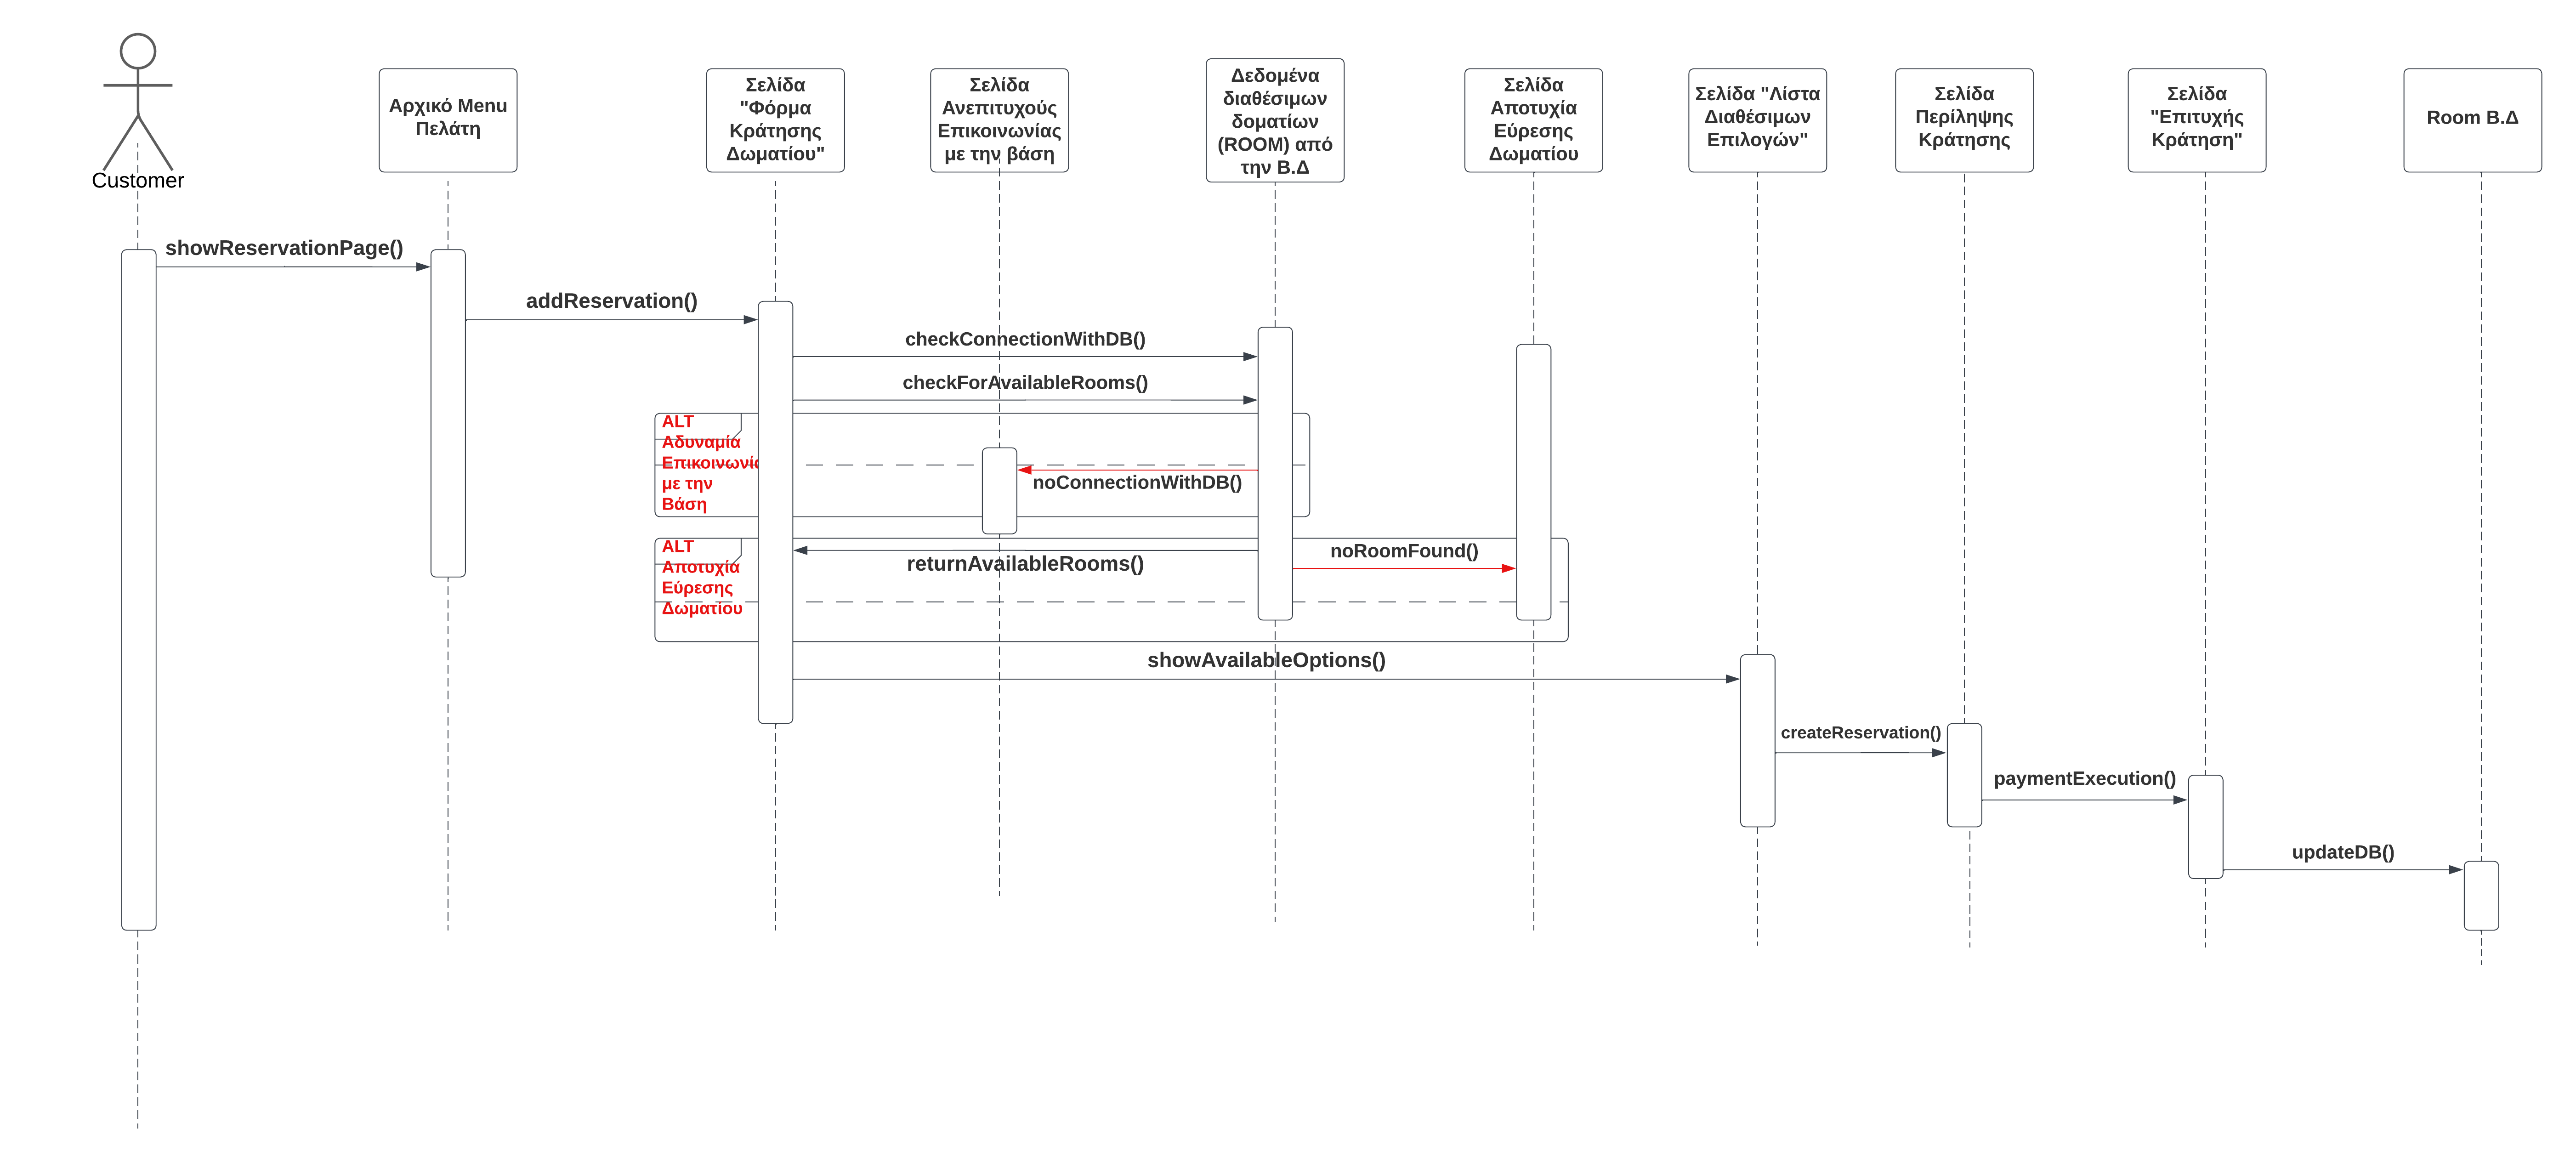 Customer
Αρχικό Menu
Πελάτη
Σελίδα
"Φόρμα
Κράτησης
Δωματίου"
Σελίδα
Ανεπιτυχούς
Επικοινωνίας
με την βάση
Δεδομένα
διαθέσιμων
δοματίων
(ROOM) από
την Β.Δ
Σελίδα
Αποτυχία
Εύρεσης
Δωματίου
Σελίδα "Λίστα
Διαθέσιμων
Επιλογών"
Σελίδα
Περίληψης
Κράτησης
Σελίδα
"Επιτυχής
Κράτηση"
Room Β.Δ
showReservationPage()
addReservation()
checkConnectionWithDB()
checkForAvailableRooms()
ALT
Αδυναμία
Επικοινωνία
με την
Βάση
noConnectionWithDB()
ALT
Αποτυχία
Εύρεσης
Δωματίου
returnAvailableRooms()
noRoomFound()
showAvailableOptions()
createReservation()
paymentExecution()
updateDB()